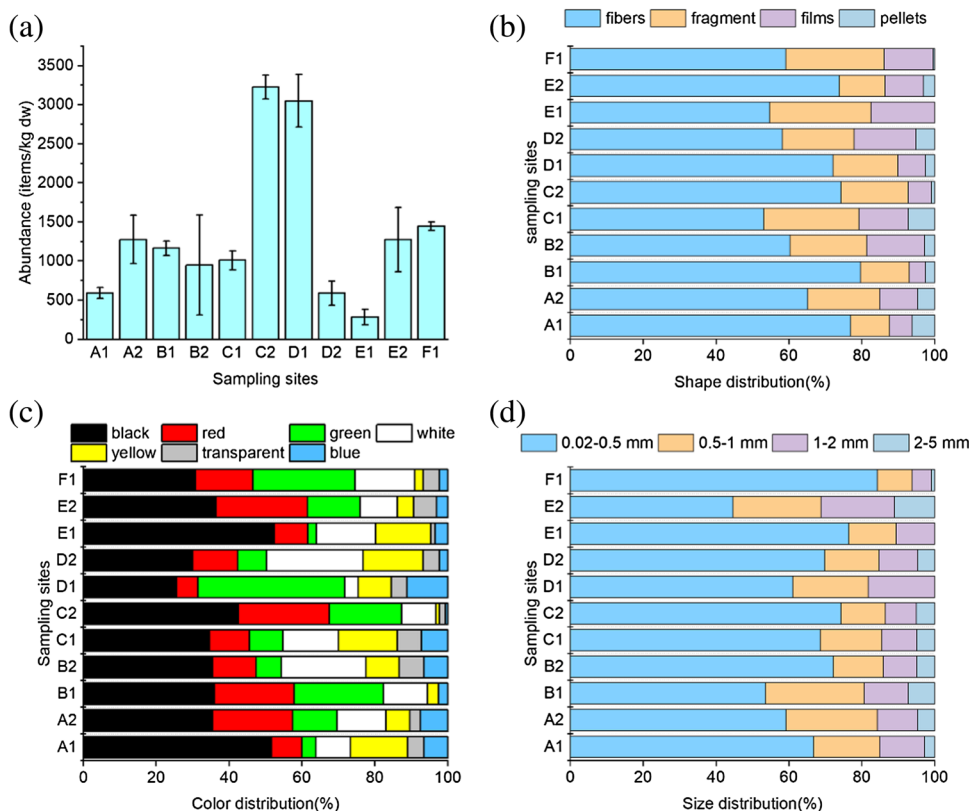 (a)
Abundance (items/kg dw)
3500
3000
2500
2000
1500
1000
500
0
A1 A2 B1 B2 C1 C2 D1 D2 E1 E2 F1
Sampling sites
(b)
fibers fragment films pellets
sampling sites
F1
E2
E1
D2
D1
C2
C1
B2
B1
A2
A1
0 20 40 60 80 100
Shape distribution(%)
(c)
black red green white
yellow transparent blue
Sampling sites
F1
E2
E1
D2
D1
C2
C1
B2
B1
A2
A1
0 20 40 60 80 100
Color distribution(%)
(d)
0.02-0.5 mm 0.5-1 mm 1-2 mm 2-5 mm
Sampling sites
F1
E2
E1
D2
D1
C2
C1
B2
B1
A2
A1
0 20 40 60 80 100
Size distribution(%)